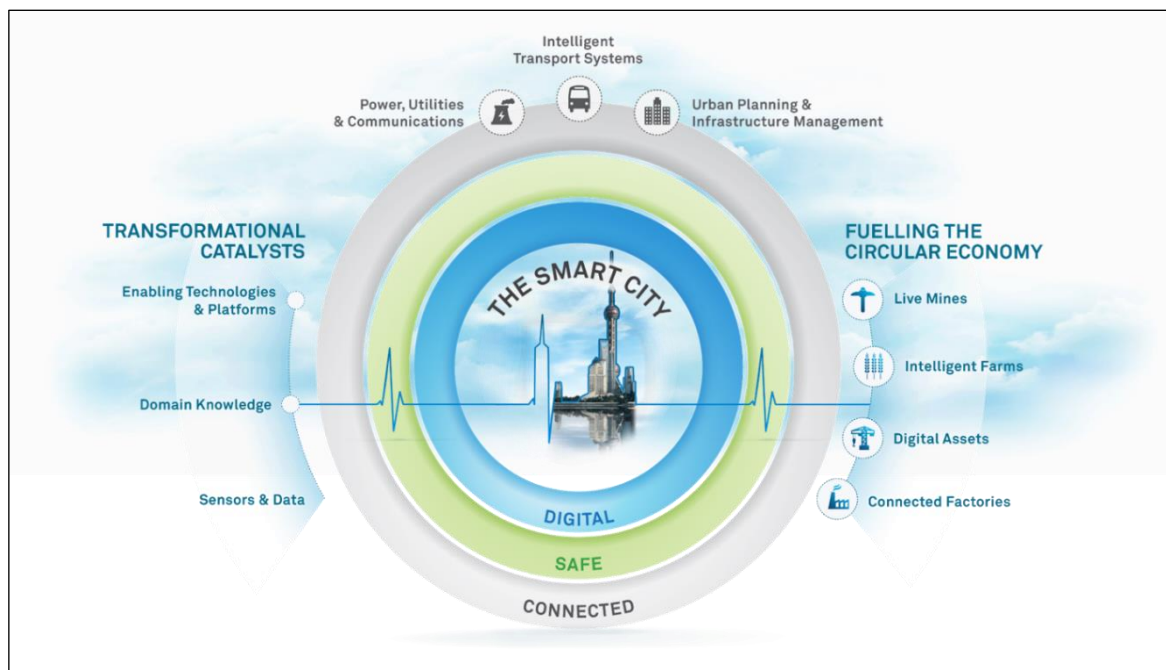 Intelligent
Transport Systems
Power, Utilities
& Communications
Urban Planning &
Infrastructure Management
TRANSFORMATIONAL
CATALYSTS
Enabling Technologies
& Platforms
Domain Knowledge
Sensors & Data
THE SMART CITY
DIGITAL
SAFE
CONNECTED
FUELLING THE
CIRCULAR ECONOMY
Live Mines
Intelligent Farms
Digital Assets
Connected Factories